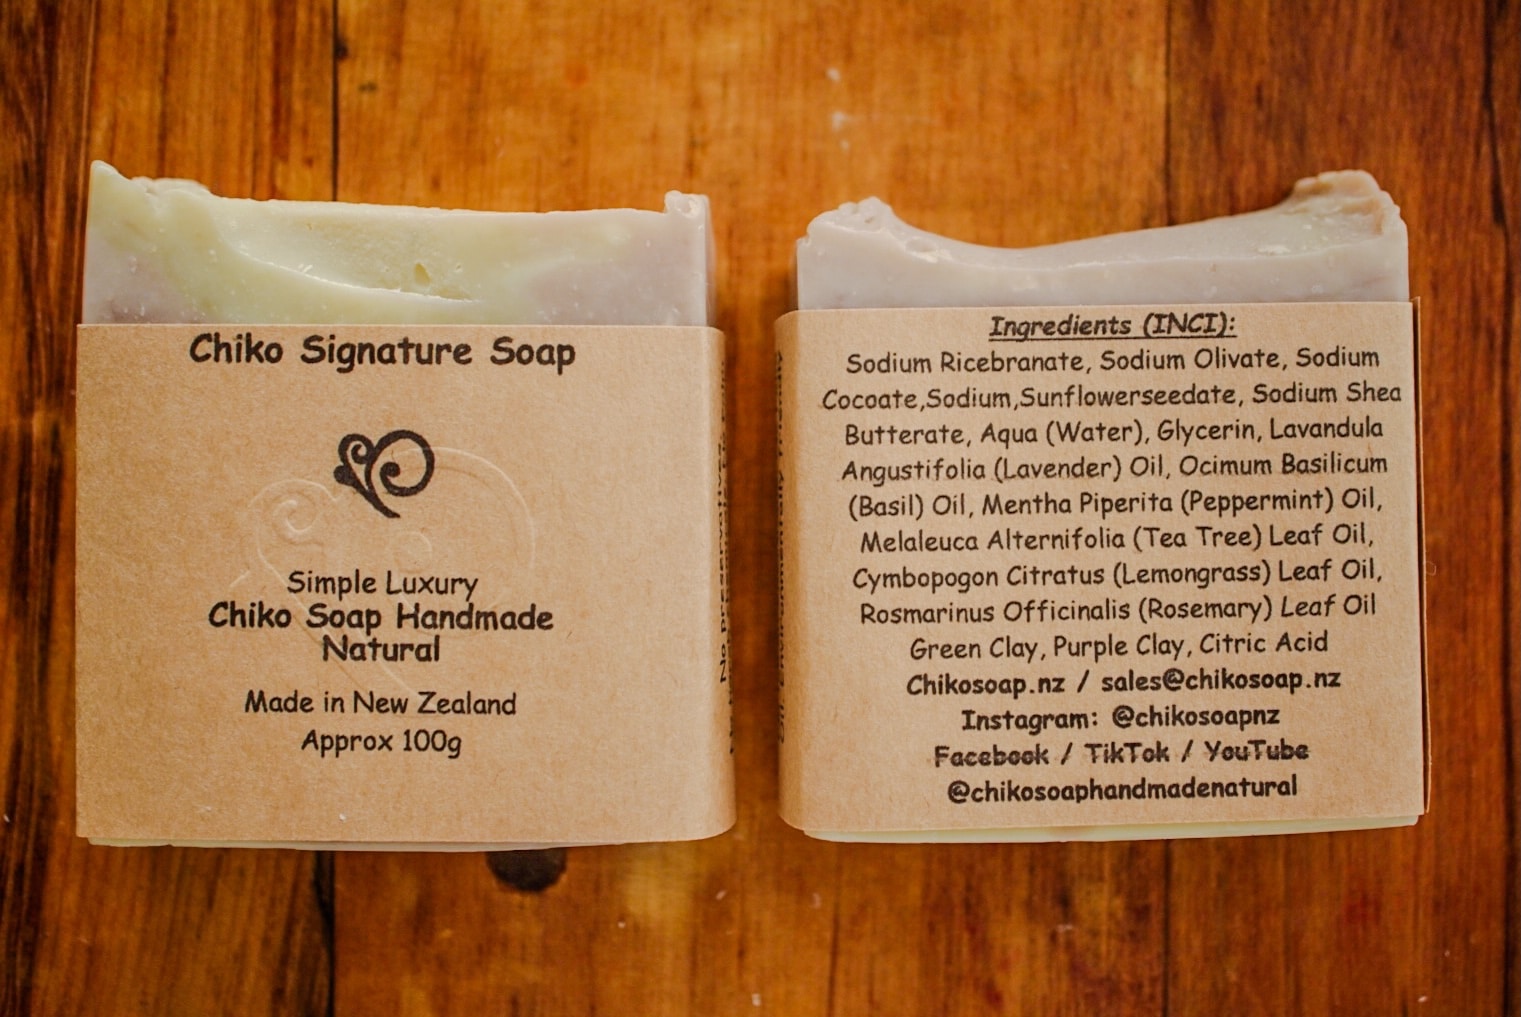 Chiko Signature Soap
Simple Luxury
Chiko Soap Handmade
Natural
Made in New Zealand
Approx 100g
No preservatives
Ingredients (INCI):
Sodium Ricebranate, Sodium Olivate, Sodium
Cocoate,Sodium,Sunflowerseedate, Sodium Shea
Butterate, Aqua (Water), Glycerin, Lavandula
Angustifolia (Lavender) Oil, Ocimum Basilicum
(Basil) Oil, Mentha Piperita (Peppermint) Oil,
Melaleuca Alternifolia (Tea Tree) Leaf Oil,
Cymbopogon Citratus (Lemongrass) Leaf Oil,
Rosmarinus Officinalis (Rosemary) Leaf Oil
Green Clay, Purple Clay, Citric Acid
Chikosoap.nz / sales@chikosoap.nz
Instagram: @chikosoapnz
Facebook / TikTok / YouTube
@chikosoaphandmadenatural